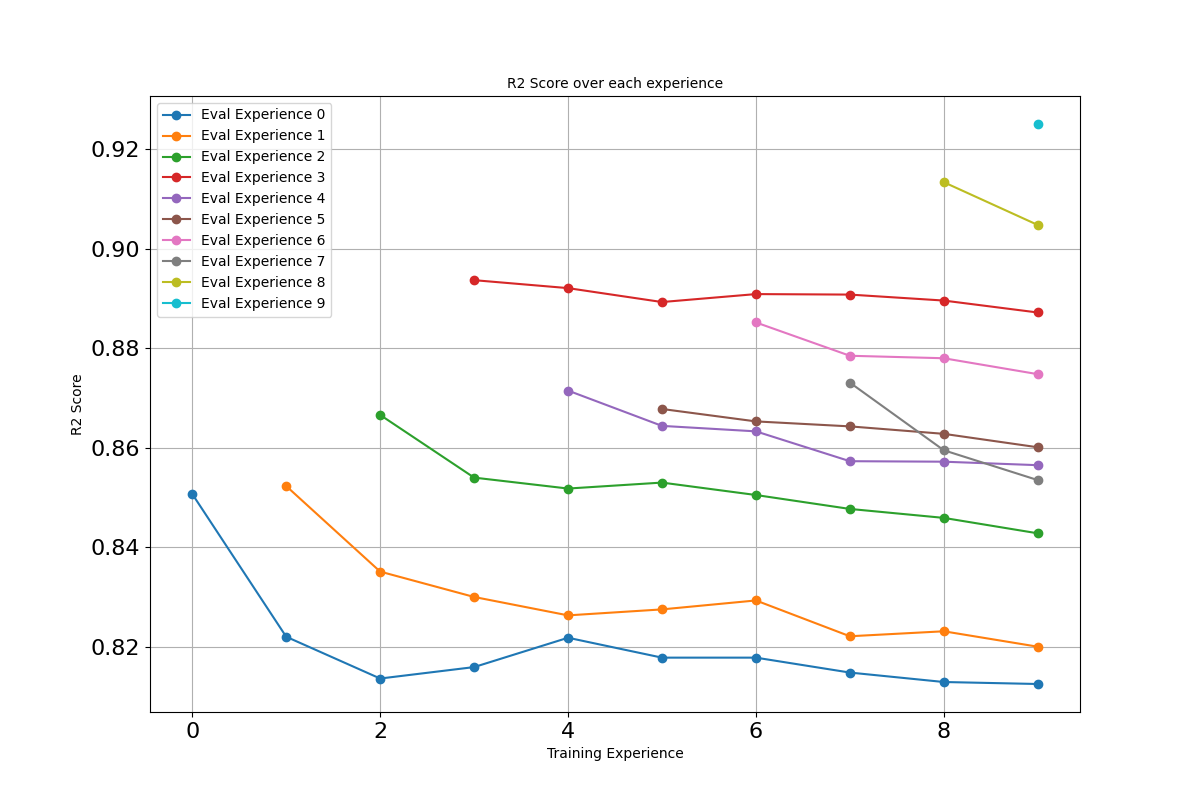 R2 Score over each experience
Eval Experience 0
Eval Experience 1
Eval Experience 2
Eval Experience 3
Eval Experience 4
Eval Experience 5
Eval Experience 6
Eval Experience 7
Eval Experience 8
Eval Experience 9
0.92
0.90
0.88
0.86
0.84
0.82
R2 Score
0 2 4 6 8
Training Experience